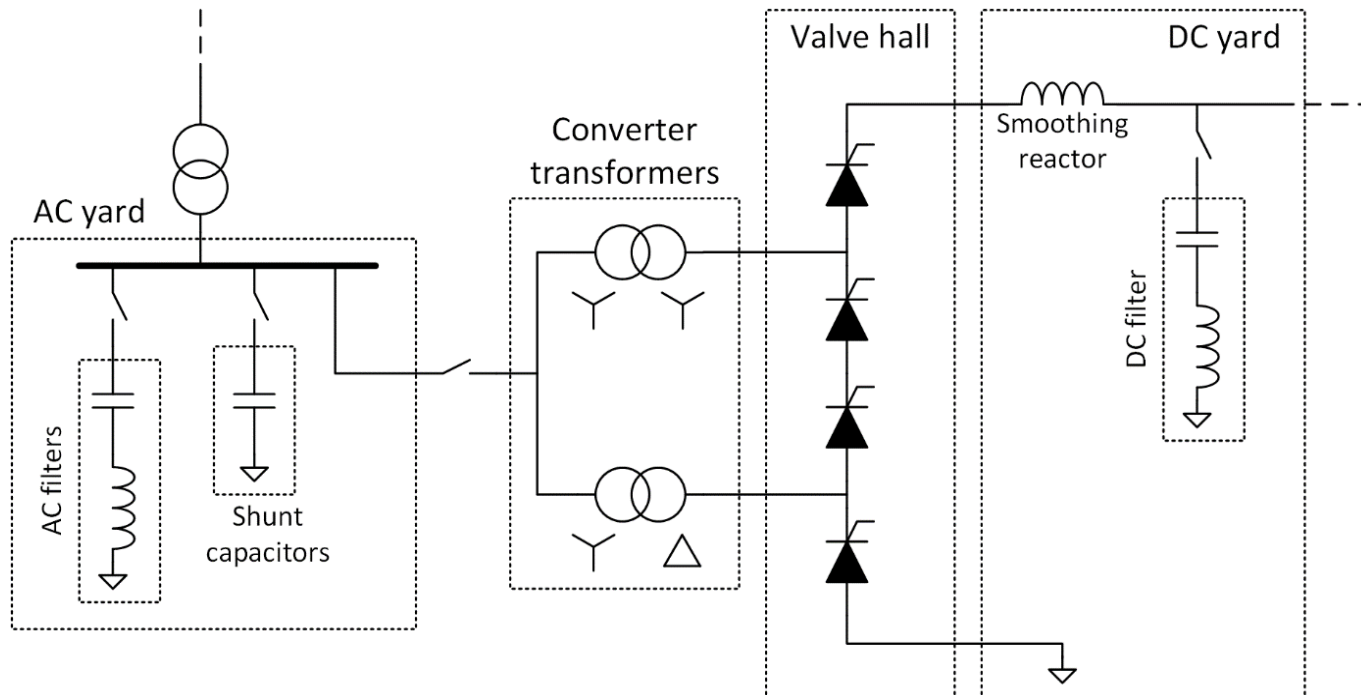 Valve hall
DC yard
Converter
transformers
Smoothing
reactor
AC yard
DC filter
AC filters
Shunt
capacitors